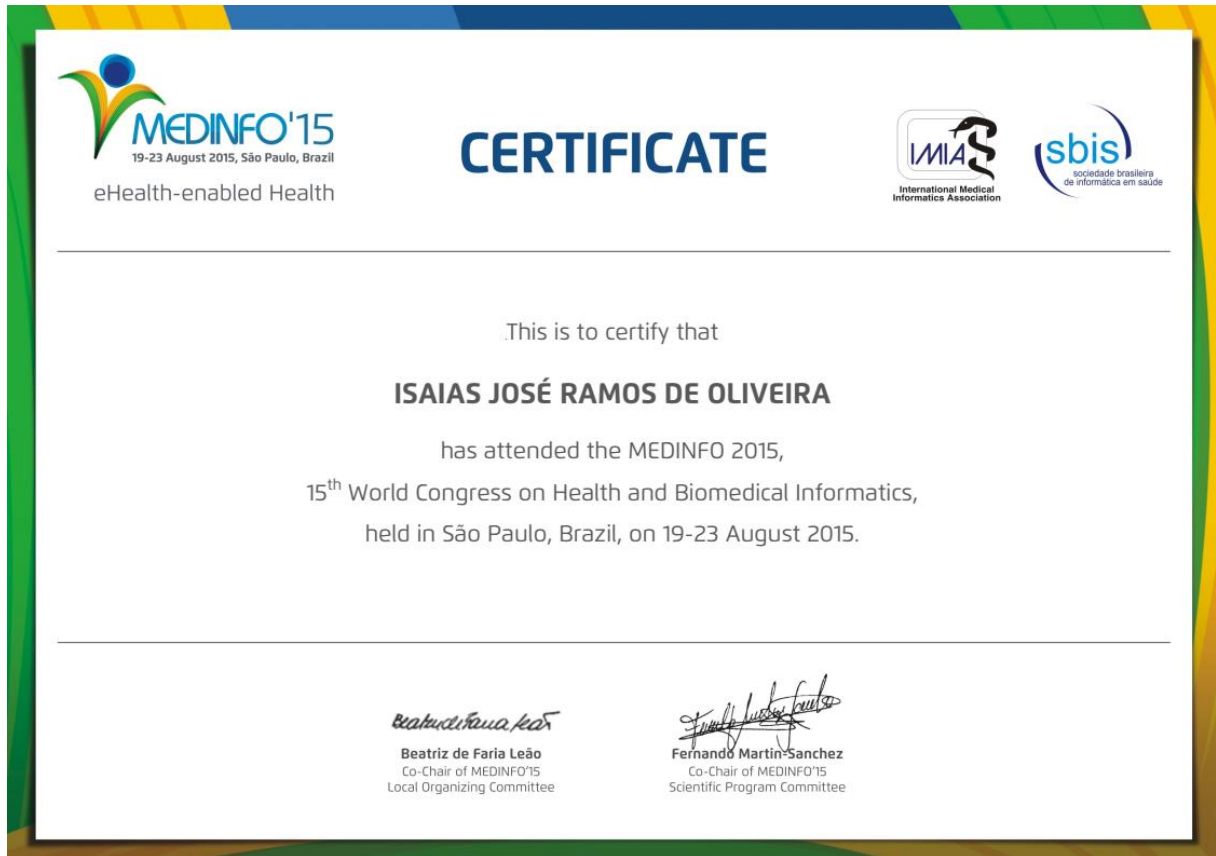 MEDINFO'15
19-23 August 2015, São Paulo, Brazil
eHealth-enabled Health
CERTIFICATE
IMIA
International Medical
Informatics Association
sbis
sociedade brasileira
de informática em saúde
This is to certify that
ISAIAS JOSÉ RAMOS DE OLIVEIRA
has attended the MEDINFO 2015,
15th World Congress on Health and Biomedical Informatics,
held in São Paulo, Brazil, on 19-23 August 2015.
Beatriz de Faria Leão
Beatriz de Faria Leão
Co-Chair of MEDINFO'15
Local Organizing Committee
Fernando Martin-Sanchez
Co-Chair of MEDINFO'15
Scientific Program Committee